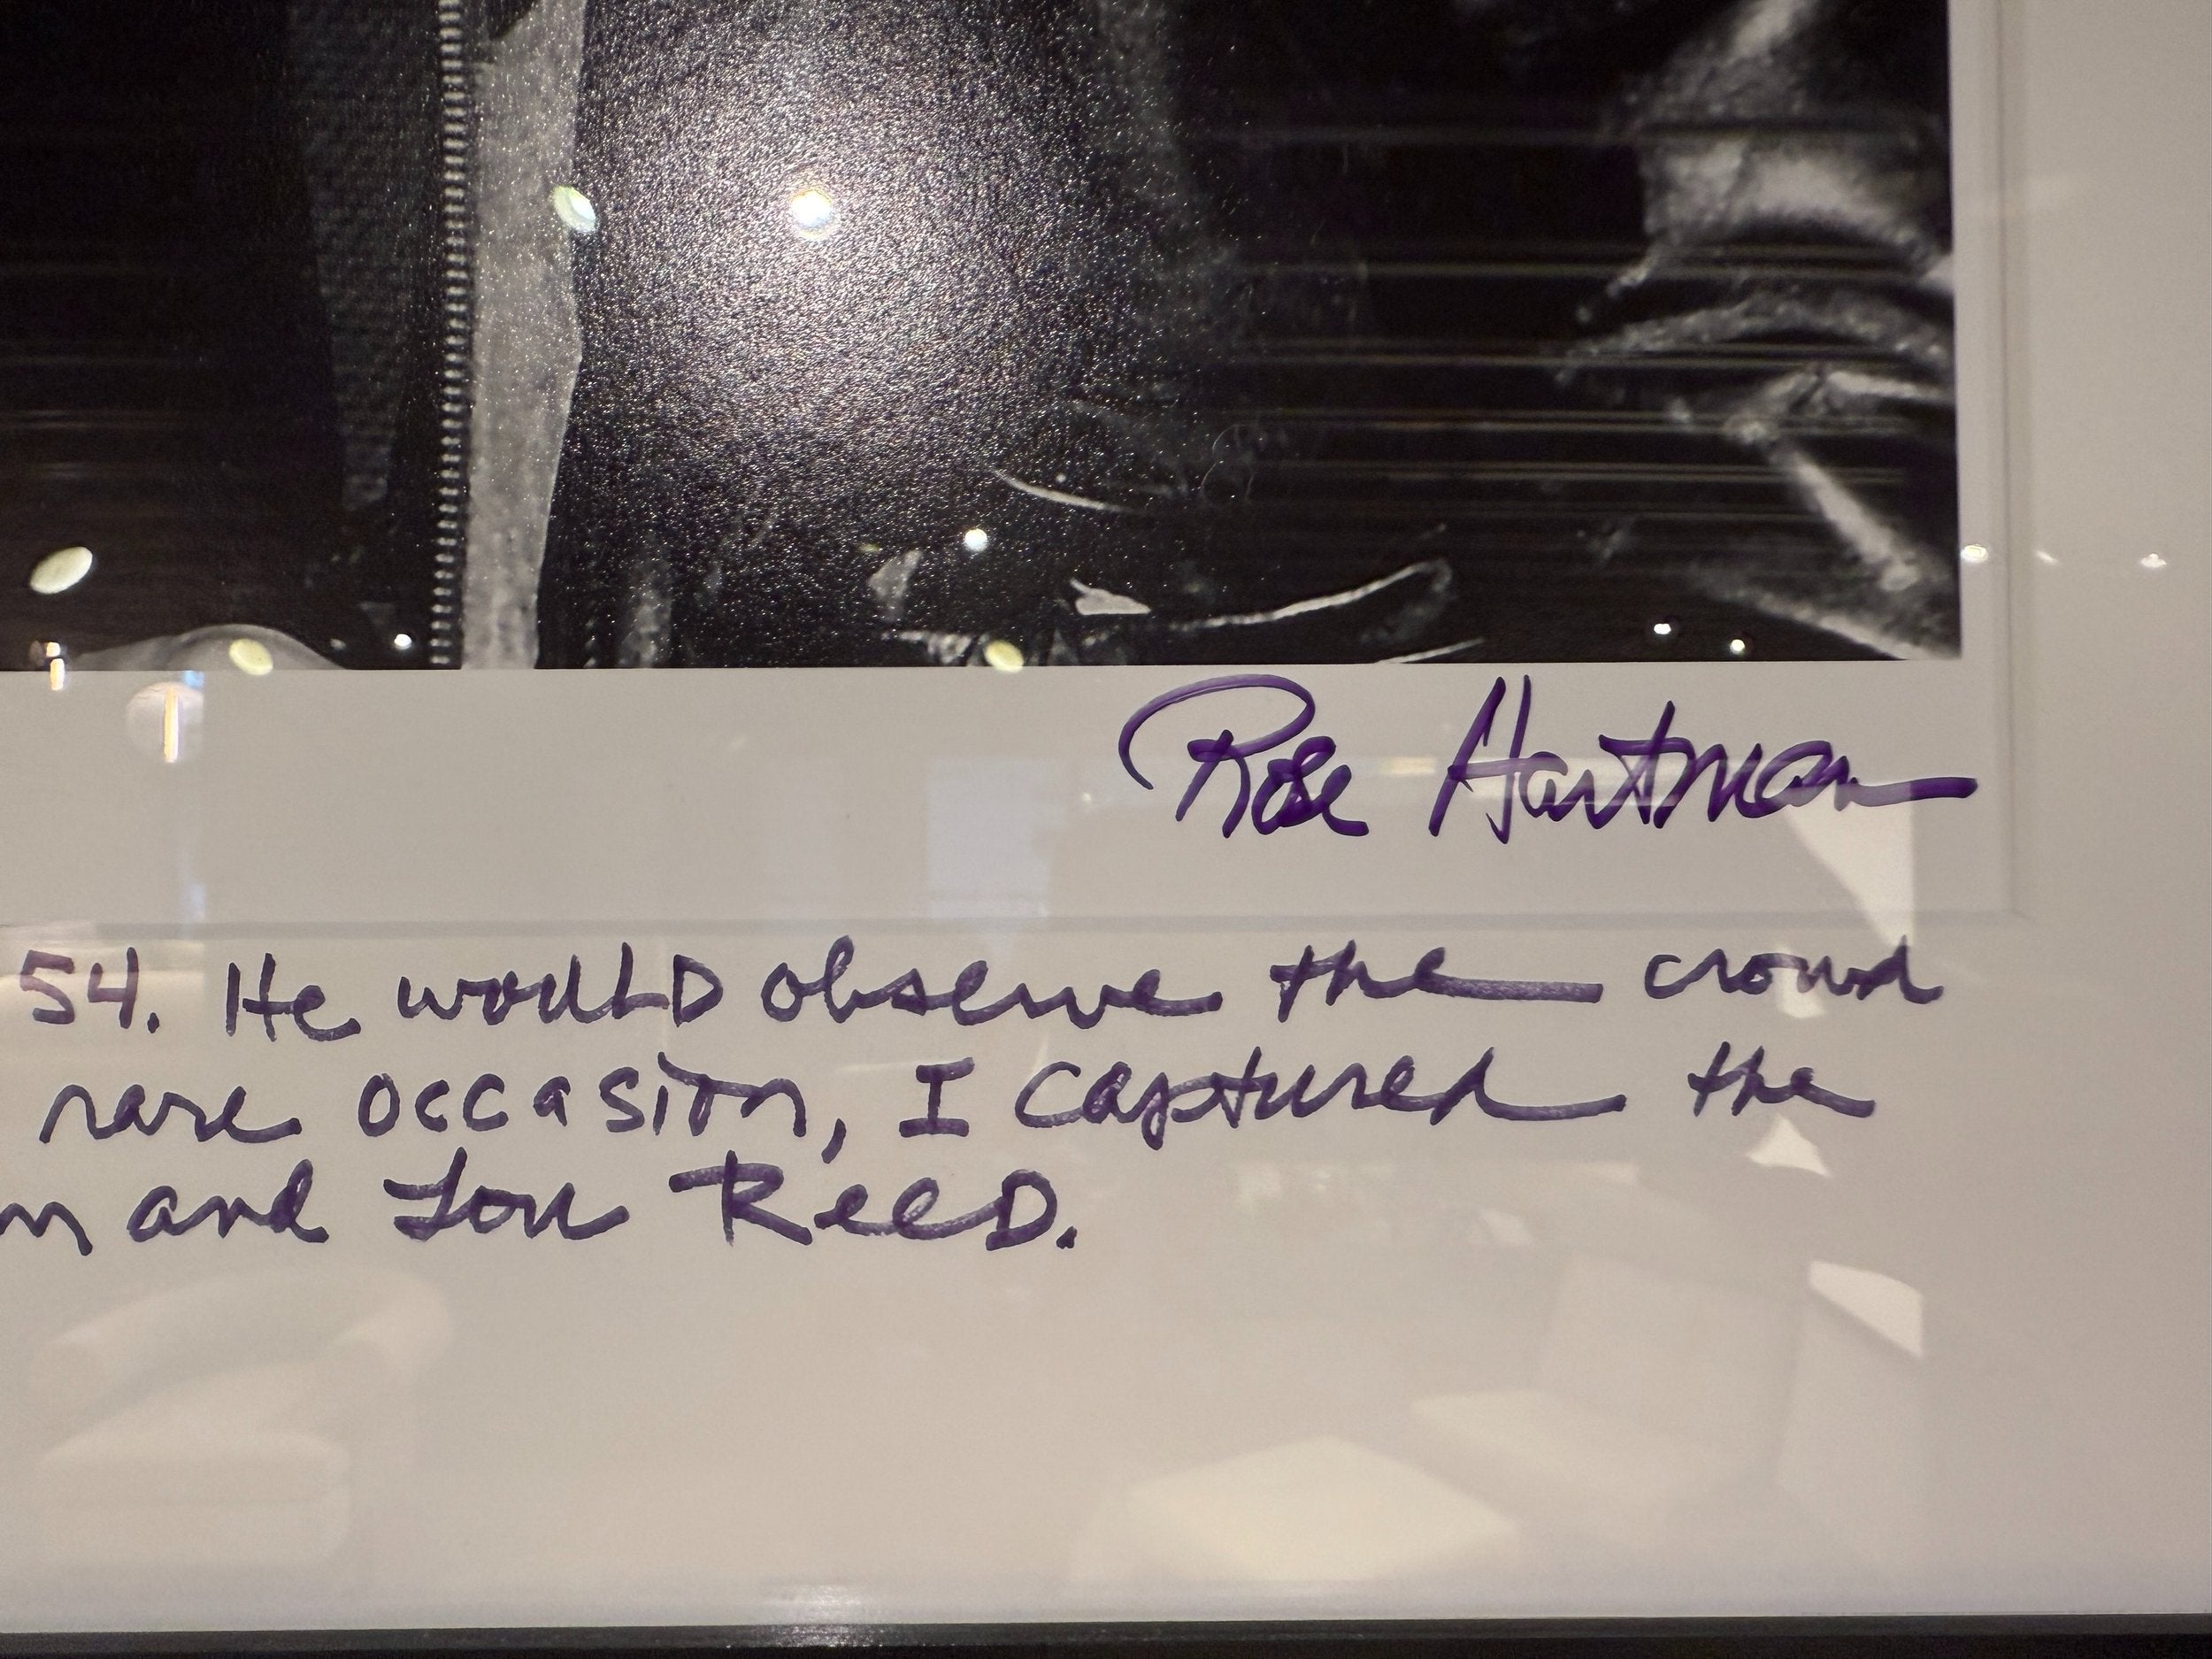 Rose Hartman
54. He would observe the crowd
rare occasion, I captured the
and Lou Reed.